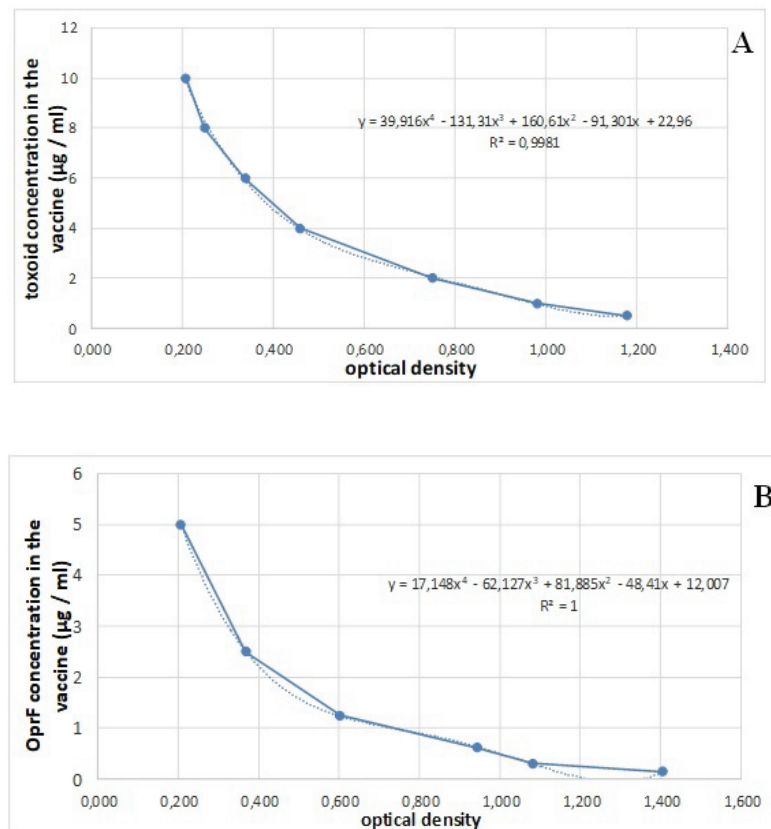 A
toxoid concentration in the
vaccine (µg / ml)
12
10
8
6
4
2
0
y = 39,916x⁴ - 131,31x³ + 160,61x² - 91,301x + 22,96
R² = 0,9981
0,000 0,200 0,400 0,600 0,800 1,000 1,200 1,400
optical density
B
OprF concentration in the
vaccine (µg / ml)
6
5
4
3
2
1
0
y = 17,148x⁴ - 62,127x³ + 81,885x² - 48,41x + 12,007
R² = 1
0,000 0,200 0,400 0,600 0,800 1,000 1,200 1,400 1,600
optical density